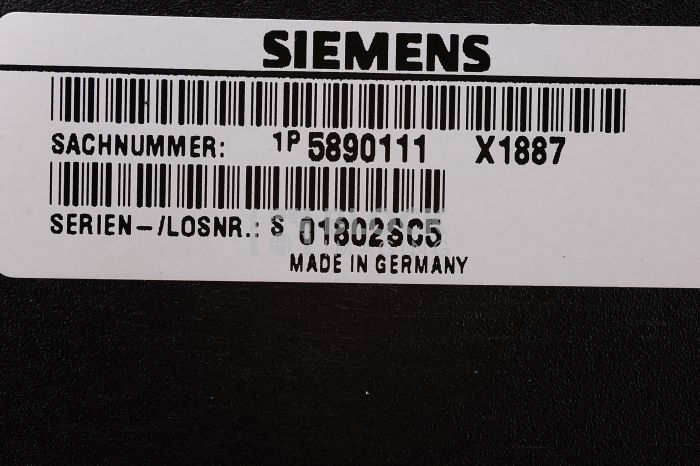 SIEMENS
SACHNUMMER: 1P 5890111 X1887
SERIEN-/LOSNR.: S 01802SC5
MADE IN GERMANY